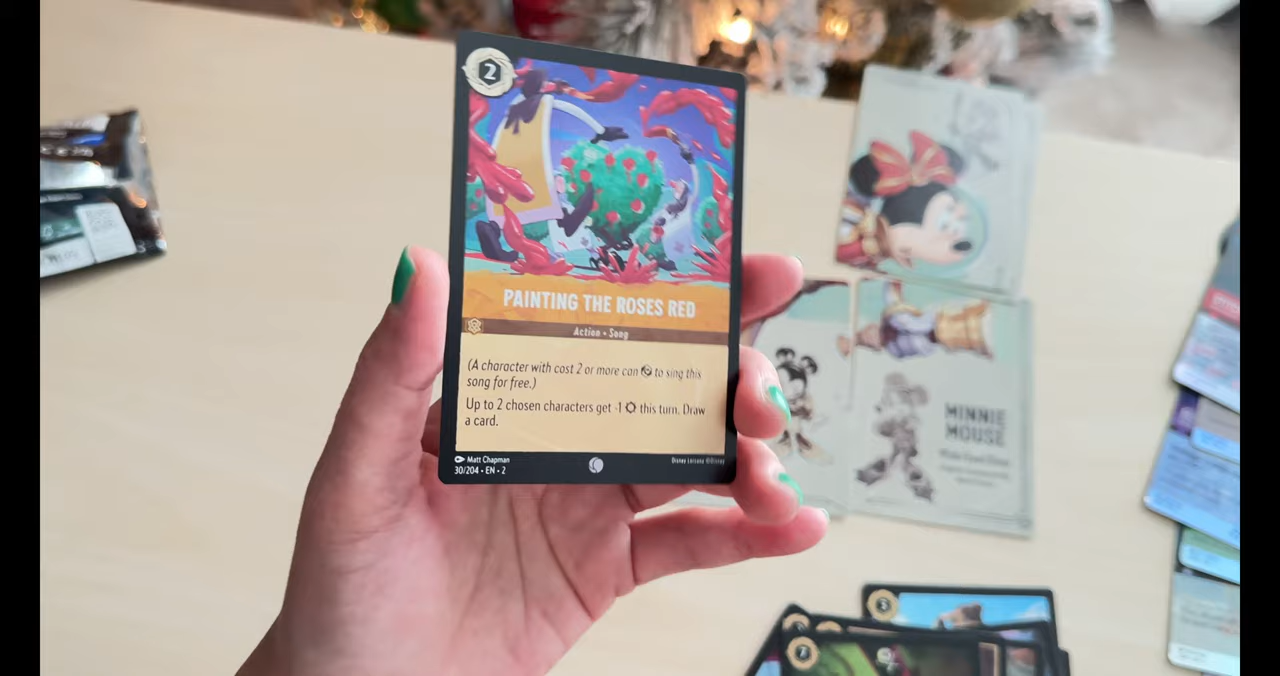 2
PAINTING THE ROSES RED
Action • Song
(A character with cost 2 or more can to sing this
song for free.)
Up to 2 chosen characters get -1 this turn. Draw
a card.
Matt Chapman
30/204 • EN • 2
Disney Lorcana ©Disney
MINNIE
MOUSE
3
2